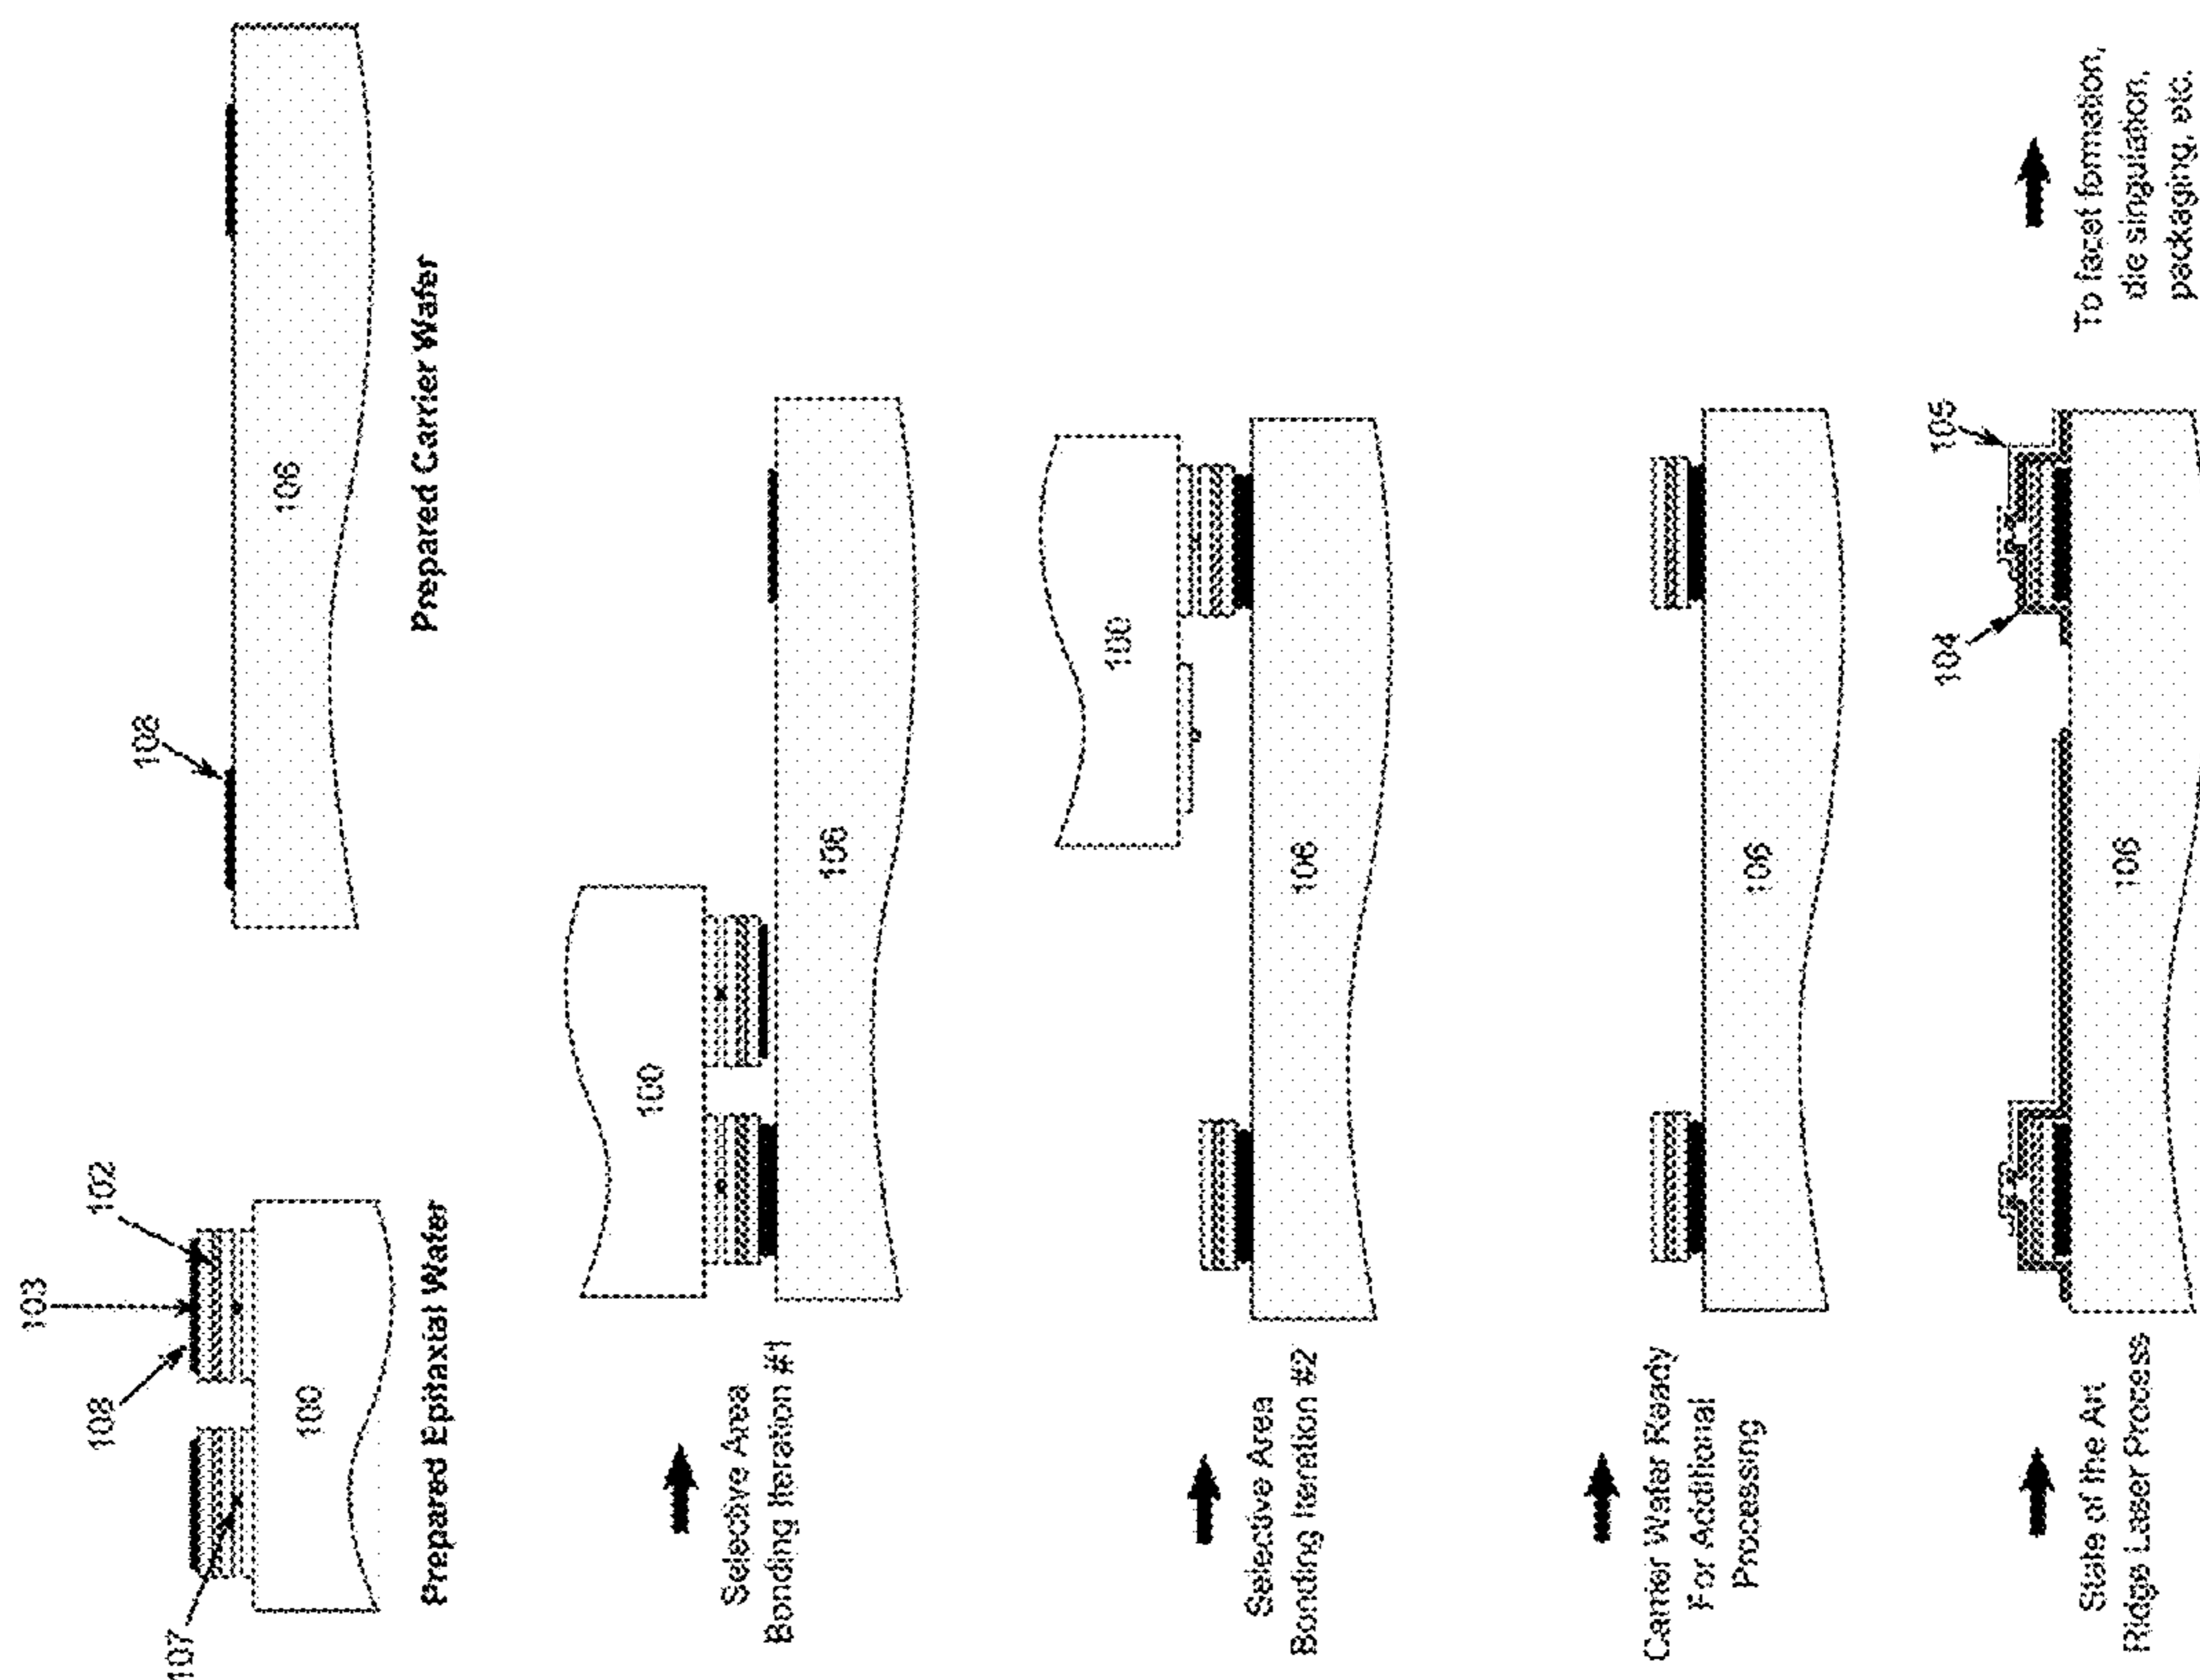 103
108
102
107
100
Prepared Epitaxial Wafer
108
106
Prepared Carrier Wafer
Selective Area
Bonding Iteration #1
100
106
Selective Area
Bonding Iteration #2
100
106
Carrier Wafer Ready
For Additional
Processing
106
State of the Art
Ridge Laser Process
104
105
106
To facet formation,
die singulation,
packaging, etc.